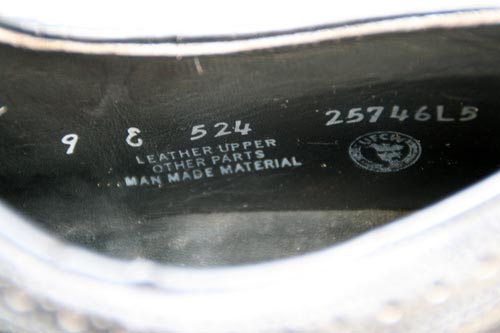 9 E 524 25746LB
LEATHER UPPER
OTHER PARTS
MAN MADE MATERIAL